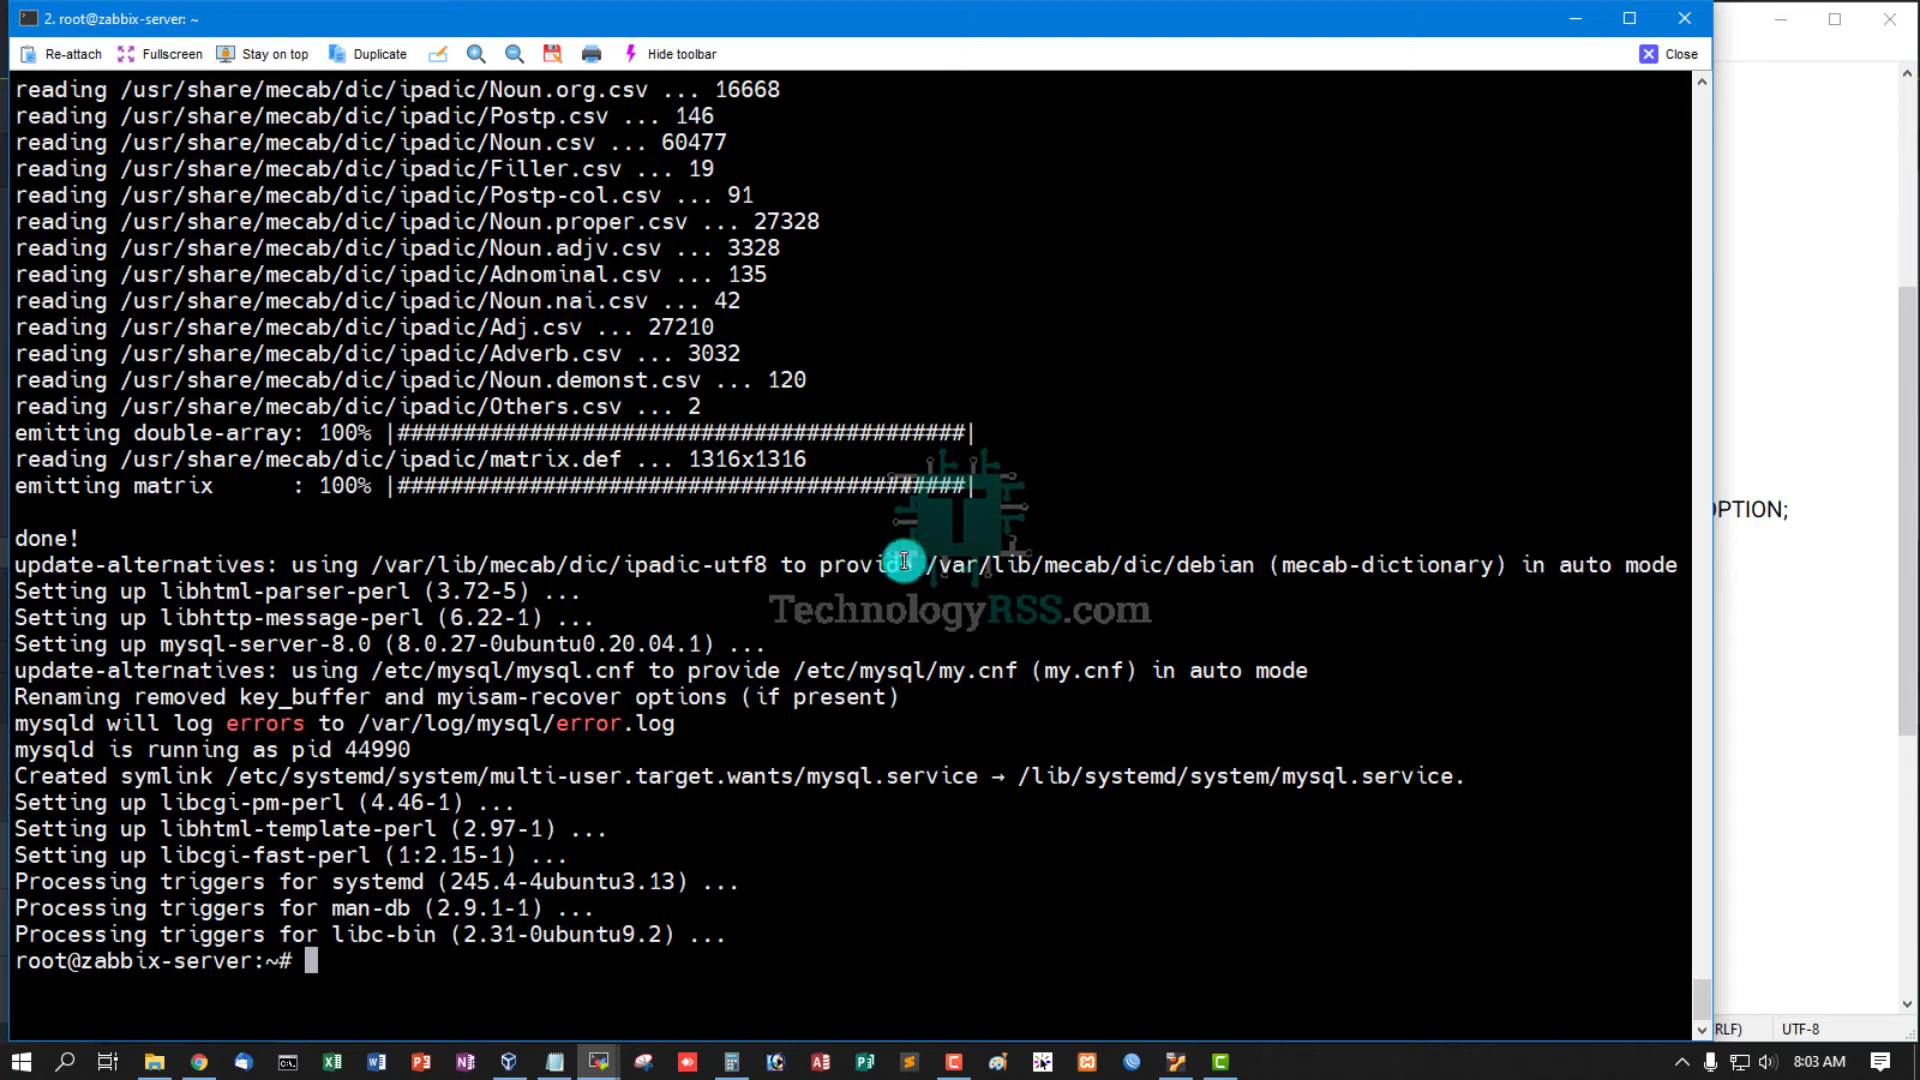 2. root@zabbix-server: ~
Re-attach Fullscreen Stay on top Duplicate Hide toolbar Close
reading /usr/share/mecab/dic/ipadic/Noun.org.csv ... 16668
reading /usr/share/mecab/dic/ipadic/Postp.csv ... 146
reading /usr/share/mecab/dic/ipadic/Noun.csv ... 60477
reading /usr/share/mecab/dic/ipadic/Filler.csv ... 19
reading /usr/share/mecab/dic/ipadic/Postp-col.csv ... 91
reading /usr/share/mecab/dic/ipadic/Noun.proper.csv ... 27328
reading /usr/share/mecab/dic/ipadic/Noun.adjv.csv ... 3328
reading /usr/share/mecab/dic/ipadic/Adnominal.csv ... 135
reading /usr/share/mecab/dic/ipadic/Noun.nai.csv ... 42
reading /usr/share/mecab/dic/ipadic/Adj.csv ... 27210
reading /usr/share/mecab/dic/ipadic/Adverb.csv ... 3032
reading /usr/share/mecab/dic/ipadic/Noun.demonst.csv ... 120
reading /usr/share/mecab/dic/ipadic/Others.csv ... 2
emitting double-array: 100% |###########################################|
reading /usr/share/mecab/dic/ipadic/matrix.def ... 1316x1316
emitting matrix      : 100% |###########################################|
OPTION;
done!
update-alternatives: using /var/lib/mecab/dic/ipadic-utf8 to provide /var/lib/mecab/dic/debian (mecab-dictionary) in auto mode
Setting up libhtml-parser-perl (3.72-5) ...
TechnologyRSS.com
Setting up libhttp-message-perl (6.22-1) ...
Setting up mysql-server-8.0 (8.0.27-0ubuntu0.20.04.1) ...
update-alternatives: using /etc/mysql/mysql.cnf to provide /etc/mysql/my.cnf (my.cnf) in auto mode
Renaming removed key_buffer and myisam-recover options (if present)
mysqld will log errors to /var/log/mysql/error.log
mysqld is running as pid 44990
Created symlink /etc/systemd/system/multi-user.target.wants/mysql.service → /lib/systemd/system/mysql.service.
Setting up libcgi-pm-perl (4.46-1) ...
Setting up libhtml-template-perl (2.97-1) ...
Setting up libcgi-fast-perl (1:2.15-1) ...
Processing triggers for systemd (245.4-4ubuntu3.13) ...
Processing triggers for man-db (2.9.1-1) ...
Processing triggers for libc-bin (2.31-0ubuntu9.2) ...
root@zabbix-server:~#
RLF) UTF-8
8:03 AM